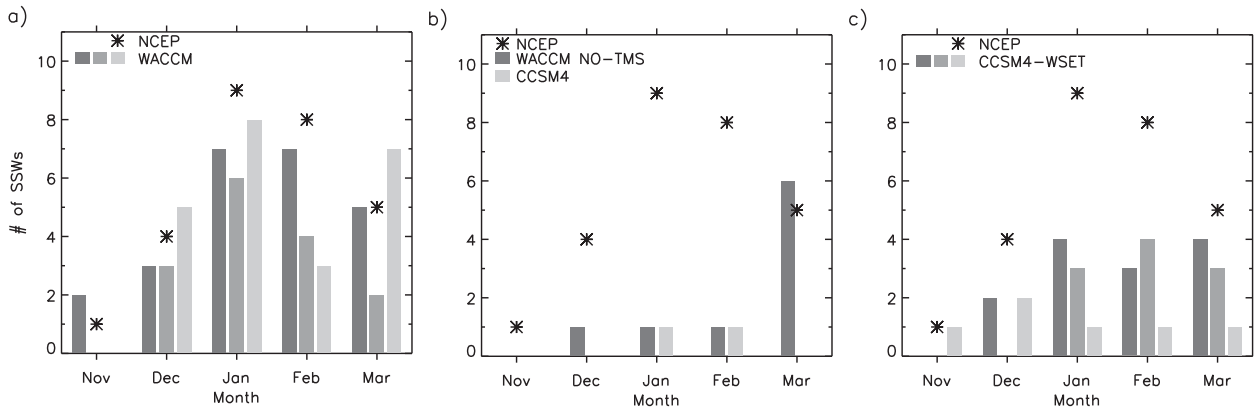 a)
NCEP
WACCM
# of SSWs
10
8
6
4
2
0
Nov Dec Jan Feb Mar
Month
b)
NCEP
WACCM NO-TMS
CCSM4
10
8
6
4
2
0
Nov Dec Jan Feb Mar
Month
c)
NCEP
CCSM4-WSET
10
8
6
4
2
0
Nov Dec Jan Feb Mar
Month